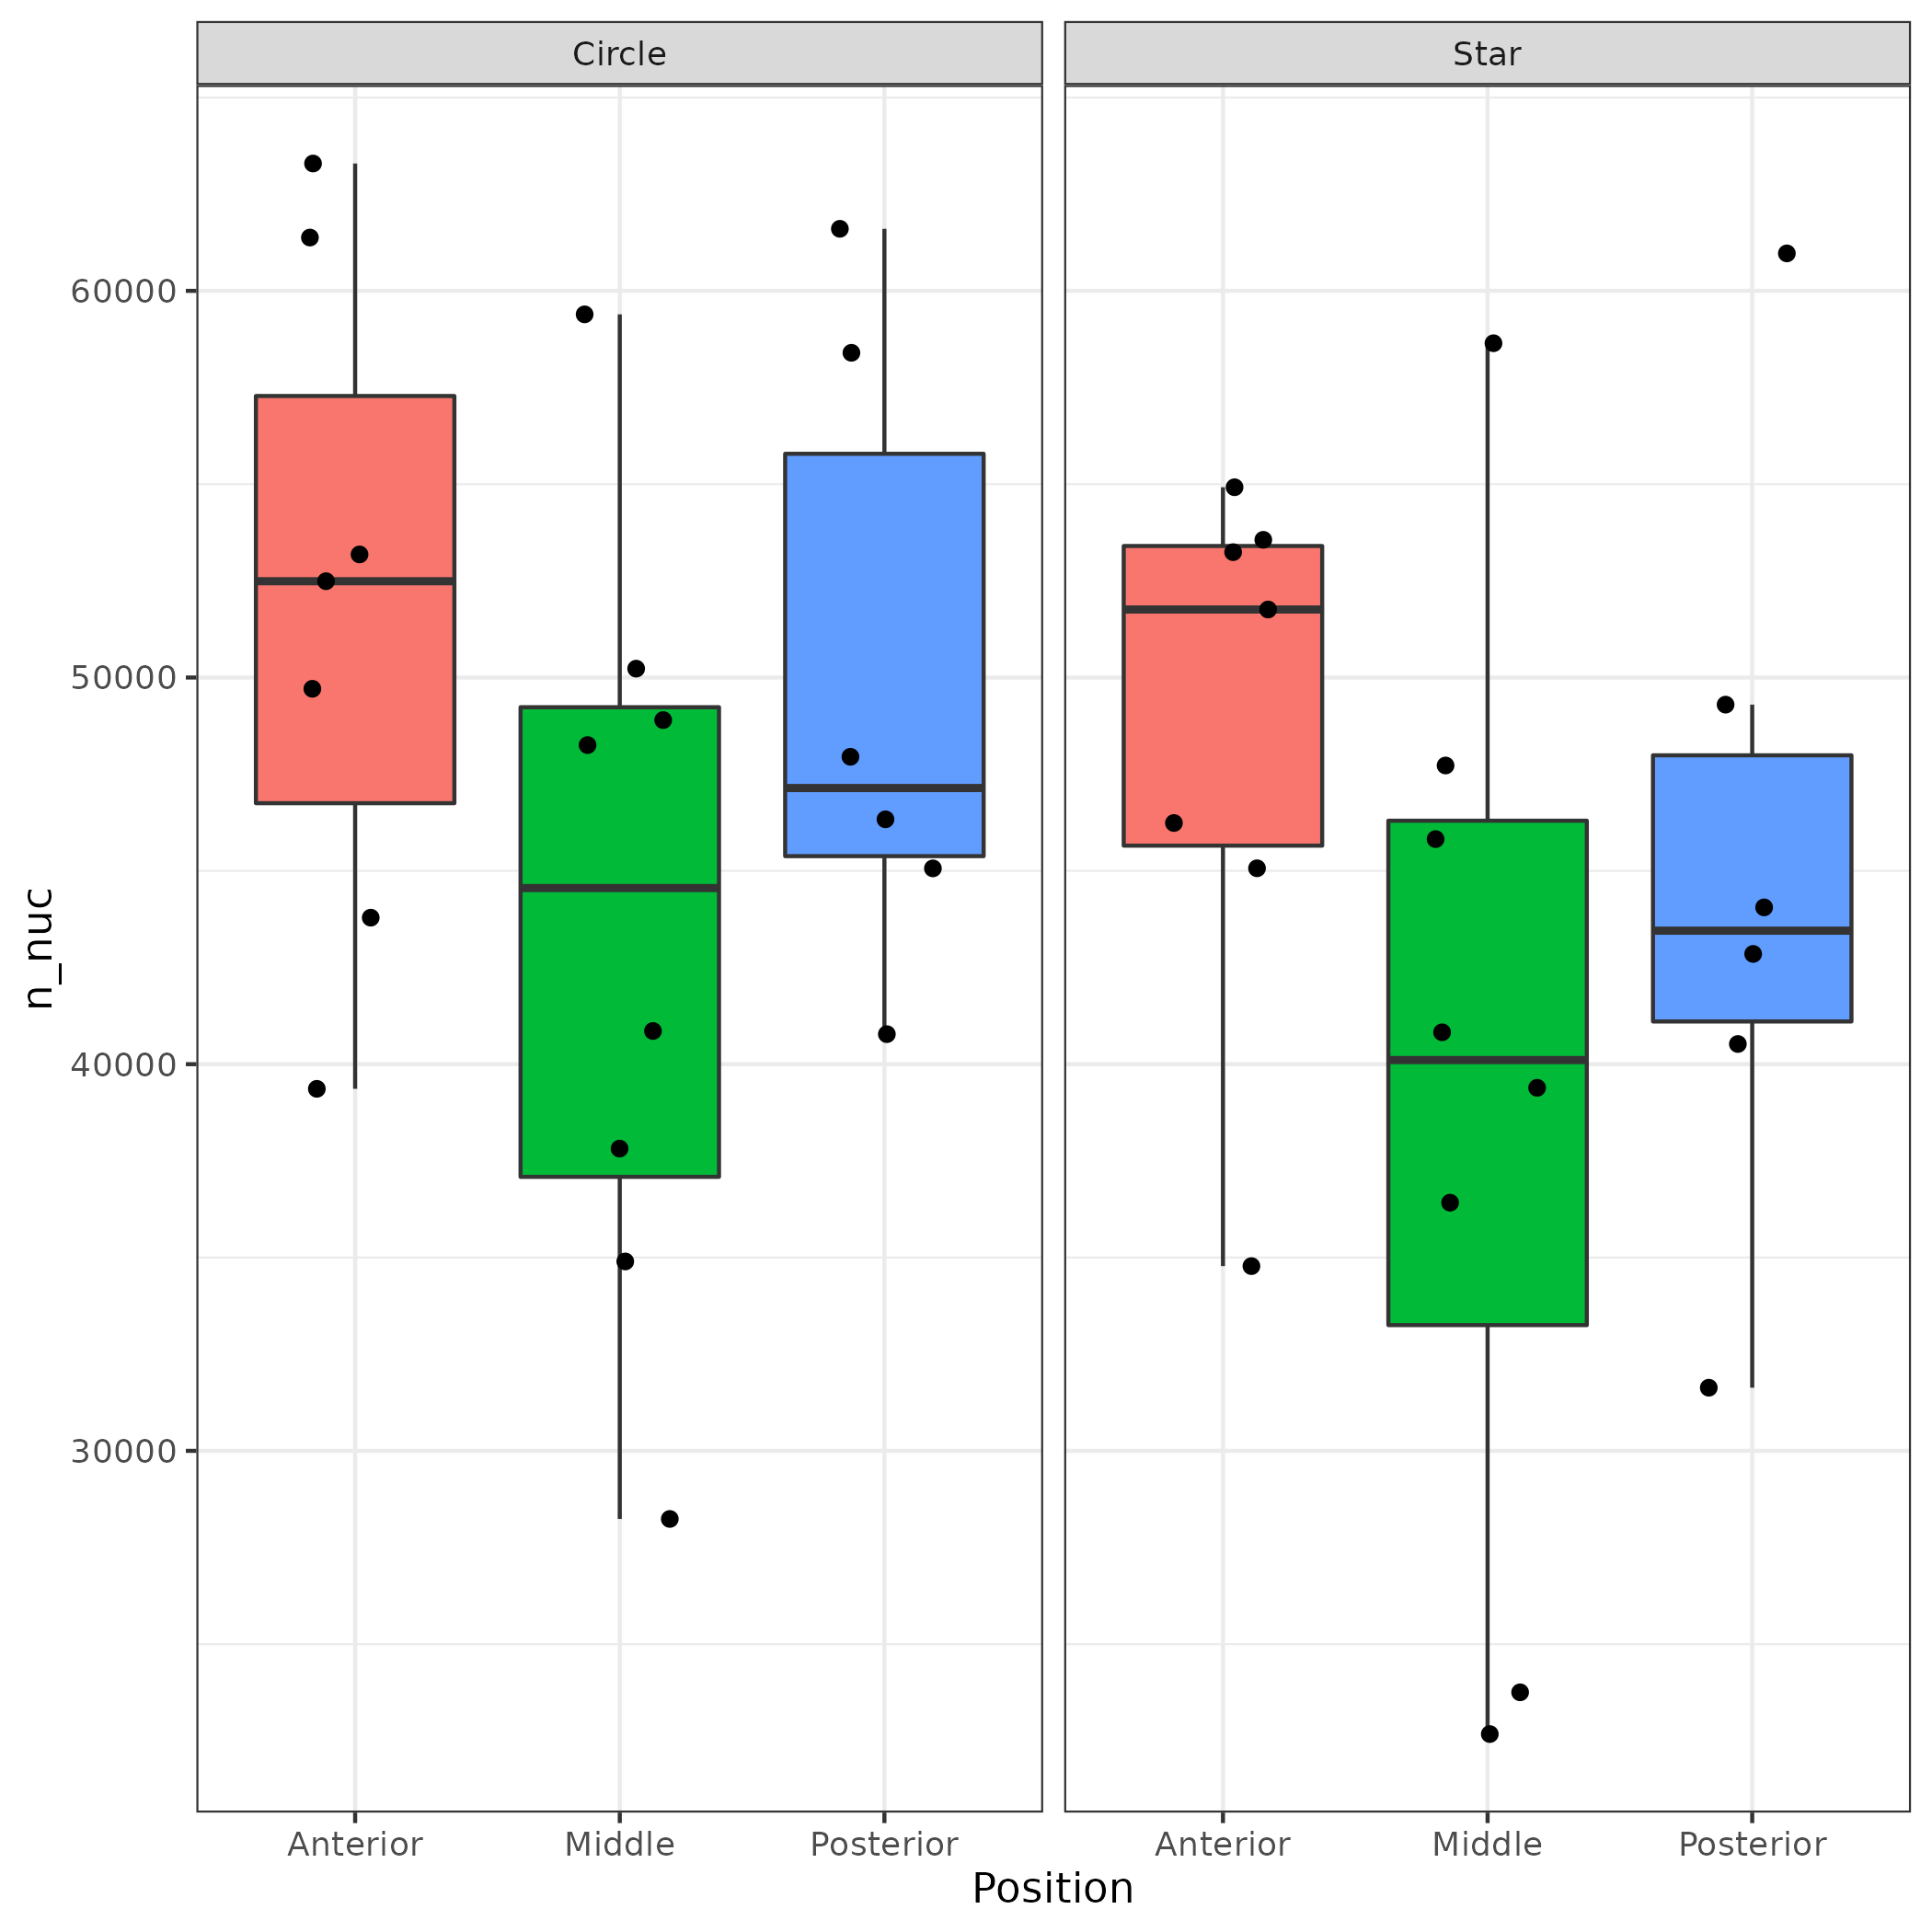 Circle
Star
n_nuc
60000
50000
40000
30000
Anterior
Middle
Posterior
Anterior
Middle
Posterior
Position